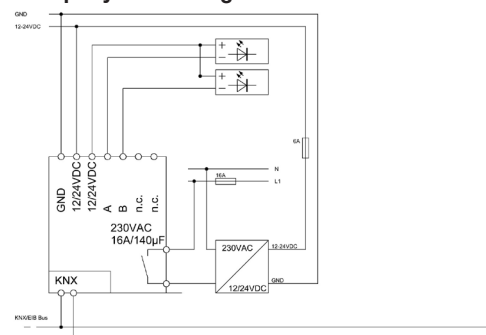 GND
12-24VDC
+
−
+
−
6A
N
16A
L1
GND
12/24VDC
12/24VDC
A
B
n.c.
n.c.
230VAC
16A/140µF
230VAC
12-24VDC
GND
12/24VDC
KNX
KNX/EIB Bus